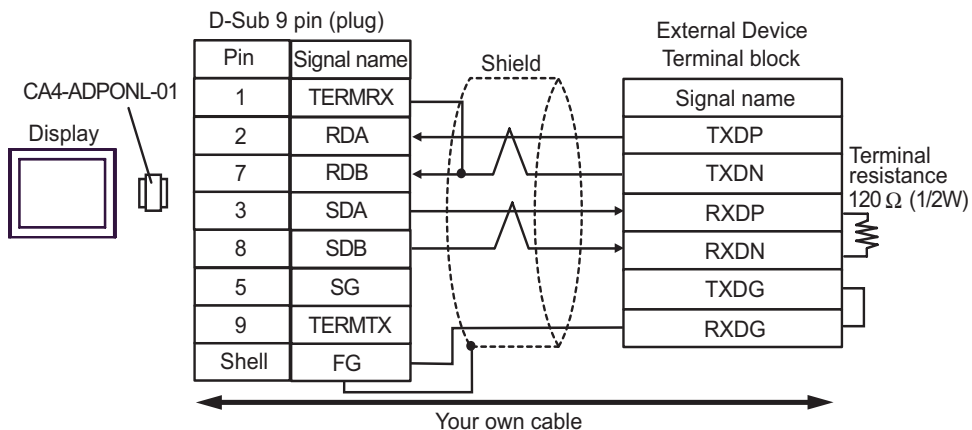 D-Sub 9 pin (plug)
Pin Signal name
1 TERMRX
2 RDA
7 RDB
3 SDA
8 SDB
5 SG
9 TERMTX
Shell FG
CA4-ADPONL-01
Display
Shield
External Device
Terminal block
Signal name
TXDP
TXDN
RXDP
RXDN
TXDG
RXDG
Terminal
resistance
120 Ω (1/2W)
Your own cable